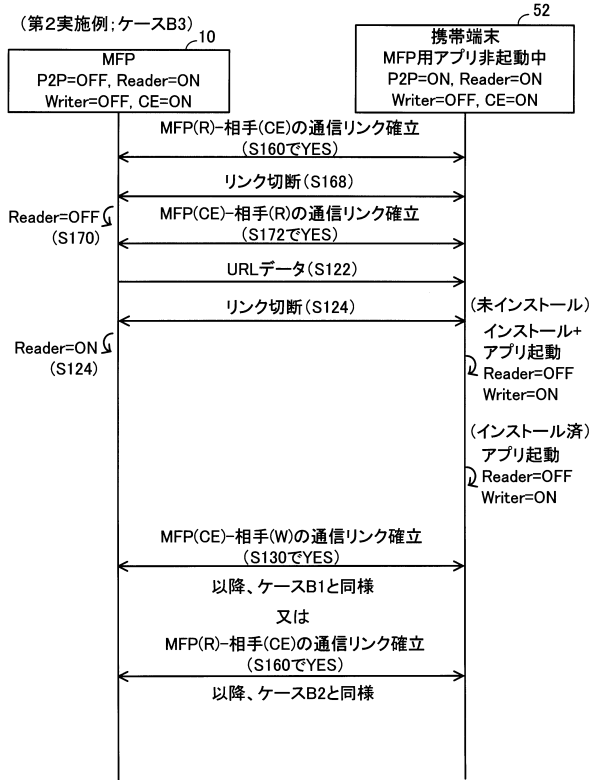 (第2実施例;ケースB3)
10
52
MFP
P2P=OFF, Reader=ON
Writer=OFF, CE=ON
携帯端末
MFP用アプリ非起動中
P2P=ON, Reader=ON
Writer=OFF, CE=ON
MFP(R)-相手(CE)の通信リンク確立
(S160でYES)
リンク切断(S168)
Reader=OFF
(S170)
MFP(CE)-相手(R)の通信リンク確立
(S172でYES)
URLデータ(S122)
リンク切断(S124)
Reader=ON
(S124)
(未インストール)
インストール+
アプリ起動
Reader=OFF
Writer=ON
(インストール済)
アプリ起動
Reader=OFF
Writer=ON
MFP(CE)-相手(W)の通信リンク確立
(S130でYES)
以降、ケースB1と同様
又は
MFP(R)-相手(CE)の通信リンク確立
(S160でYES)
以降、ケースB2と同様